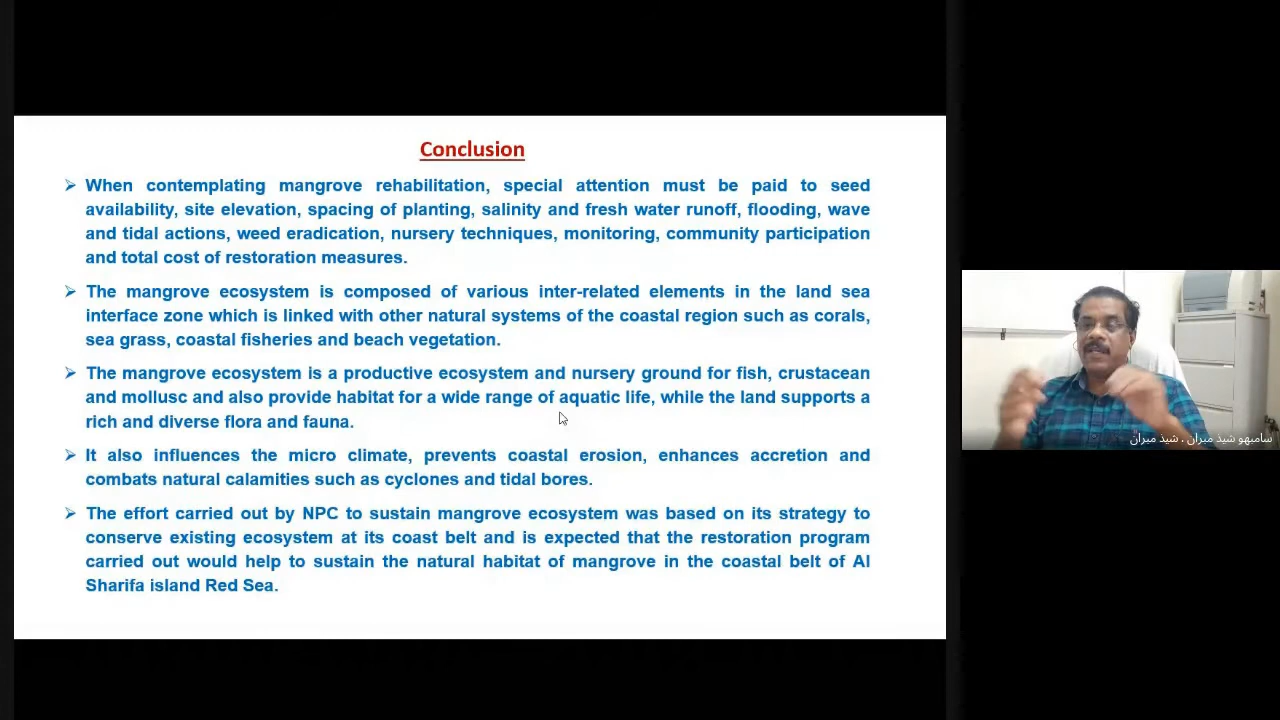 Conclusion
➢ When contemplating mangrove rehabilitation, special attention must be paid to seed
availability, site elevation, spacing of planting, salinity and fresh water runoff, flooding, wave
and tidal actions, weed eradication, nursery techniques, monitoring, community participation
and total cost of restoration measures.
➢ The mangrove ecosystem is composed of various inter-related elements in the land sea
interface zone which is linked with other natural systems of the coastal region such as corals,
sea grass, coastal fisheries and beach vegetation.
➢ The mangrove ecosystem is a productive ecosystem and nursery ground for fish, crustacean
and mollusc and also provide habitat for a wide range of aquatic life, while the land supports a
rich and diverse flora and fauna.
➢ It also influences the micro climate, prevents coastal erosion, enhances accretion and
combats natural calamities such as cyclones and tidal bores.
➢ The effort carried out by NPC to sustain mangrove ecosystem was based on its strategy to
conserve existing ecosystem at its coast belt and is expected that the restoration program
carried out would help to sustain the natural habitat of mangrove in the coastal belt of Al
Sharifa island Red Sea.
سامبهو شيذ ميران . شيذ ميران